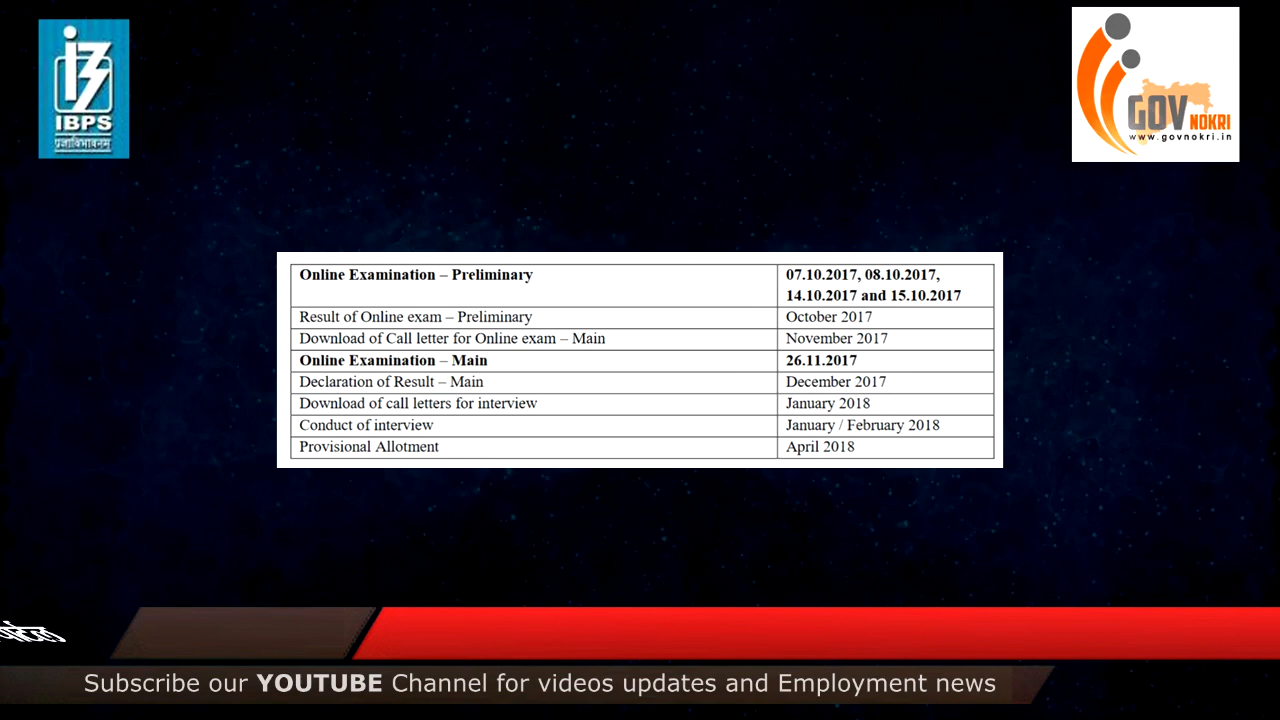 IBPS
GOV NOKRI
www.govnokri.in
Online Examination – Preliminary 07.10.2017, 08.10.2017,
14.10.2017 and 15.10.2017
Result of Online exam – Preliminary October 2017
Download of Call letter for Online exam – Main November 2017
Online Examination – Main 26.11.2017
Declaration of Result – Main December 2017
Download of call letters for interview January 2018
Conduct of interview January / February 2018
Provisional Allotment April 2018
Subscribe our YOUTUBE Channel for videos updates and Employment news